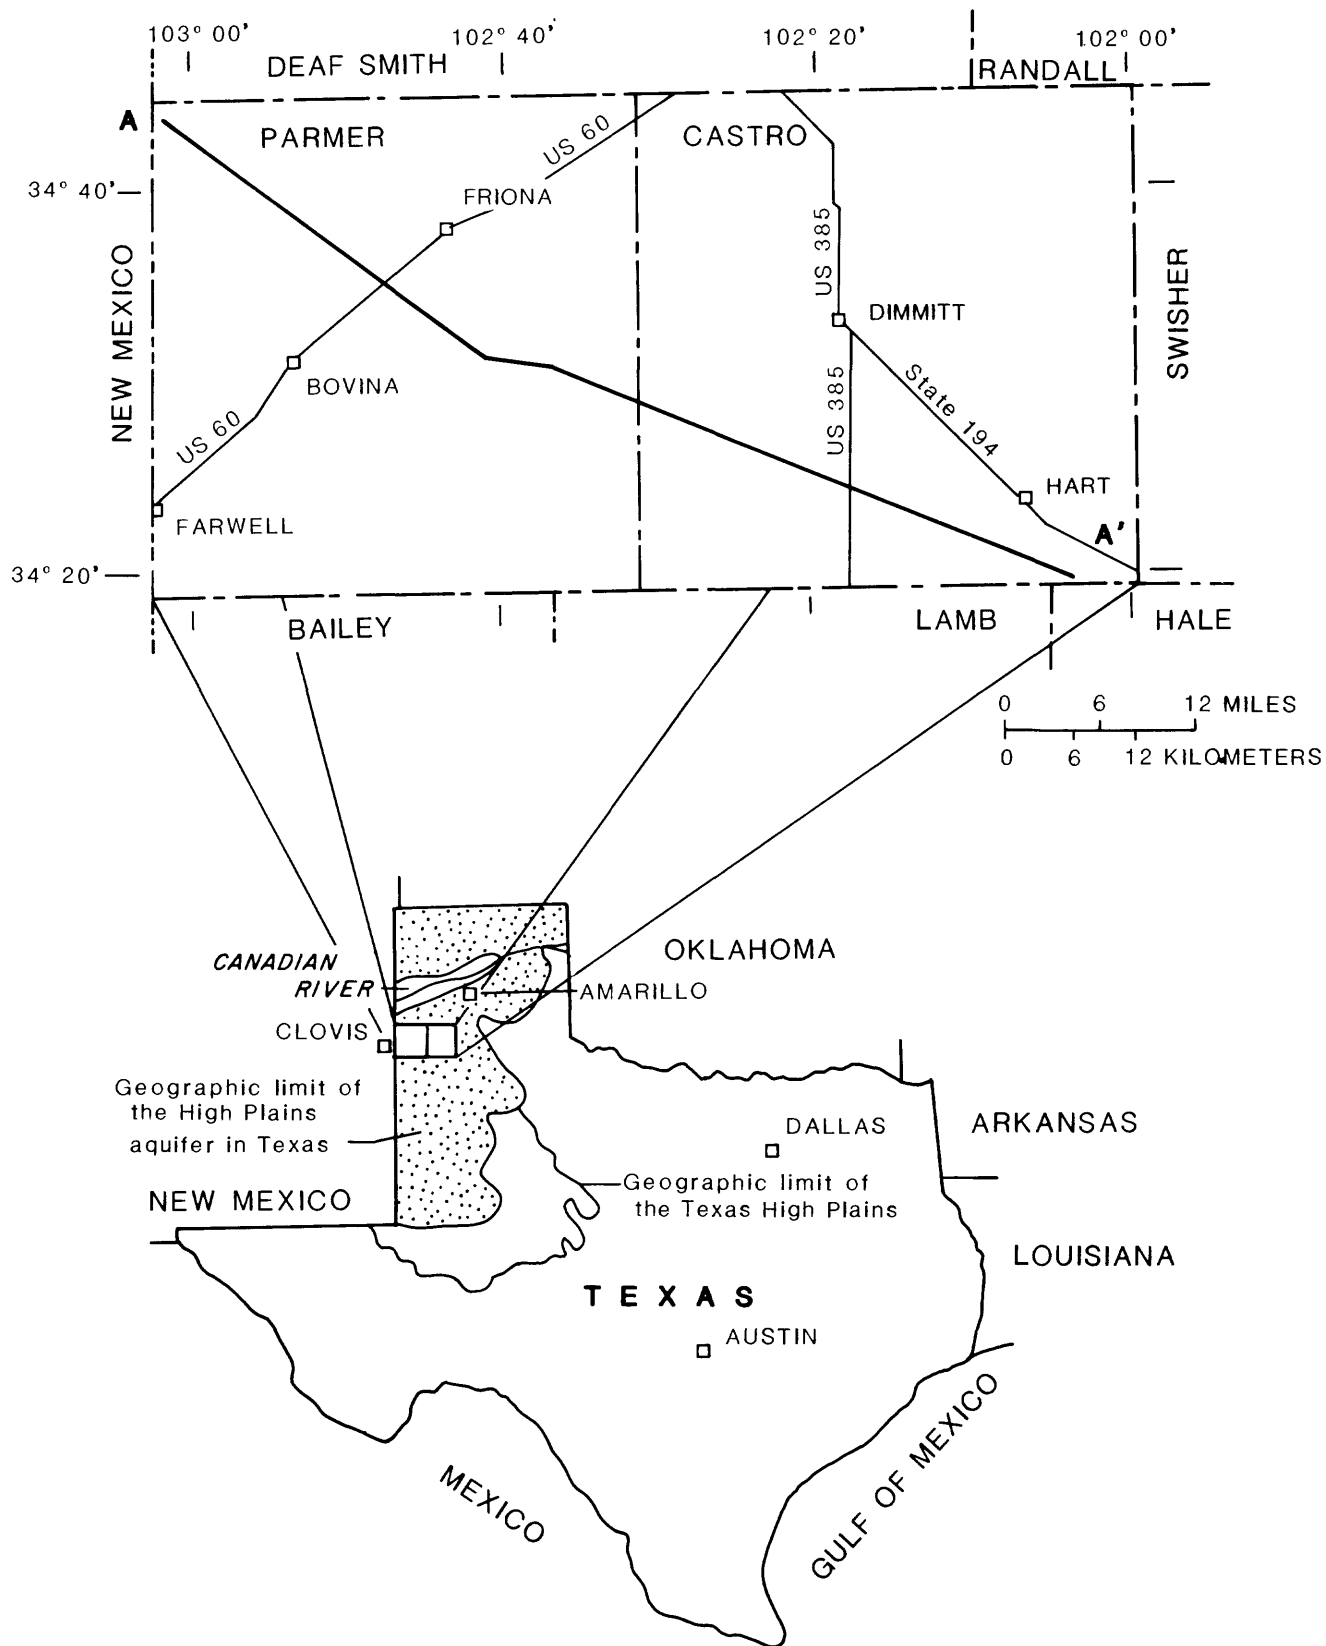 103° 00'
102° 40'
102° 20'
102° 00'
DEAF SMITH
RANDALL
A
PARMER
CASTRO
US 60
34° 40'
FRIONA
NEW MEXICO
US 385
SWISHER
DIMMITT
BOVINA
US 385
State 194
US 60
HART
FARWELL
A'
34° 20'
BAILEY
LAMB
HALE
0 6 12 MILES
0 6 12 KILOMETERS
CANADIAN
RIVER
OKLAHOMA
AMARILLO
CLOVIS
Geographic limit of
the High Plains
aquifer in Texas
DALLAS
ARKANSAS
NEW MEXICO
Geographic limit of
the Texas High Plains
LOUISIANA
TEXAS
AUSTIN
MEXICO
GULF OF MEXICO